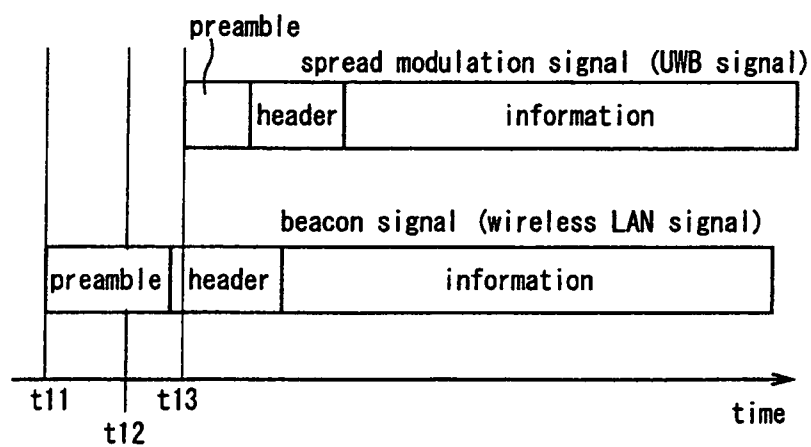 preamble
spread modulation signal (UWB signal)
header
information
beacon signal (wireless LAN signal)
preamble
header
information
t11
t13
time
t12